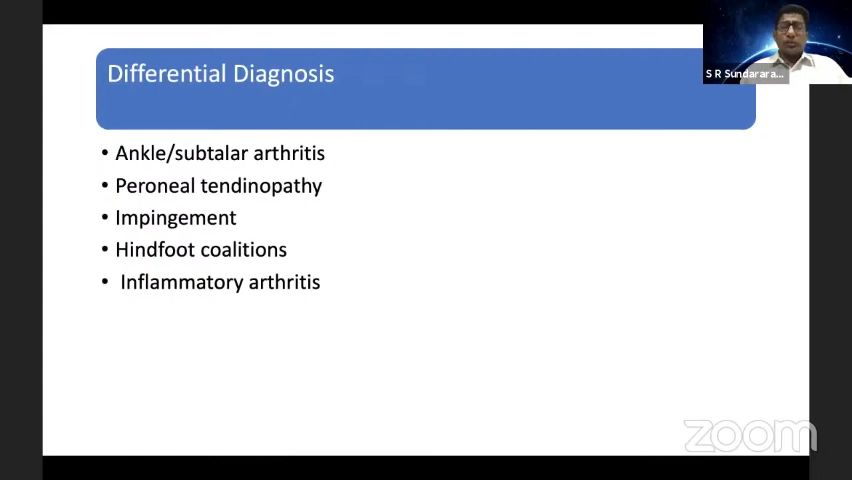 Differential Diagnosis
S R Sundarara...
• Ankle/subtalar arthritis
• Peroneal tendinopathy
• Impingement
• Hindfoot coalitions
• Inflammatory arthritis
zoom